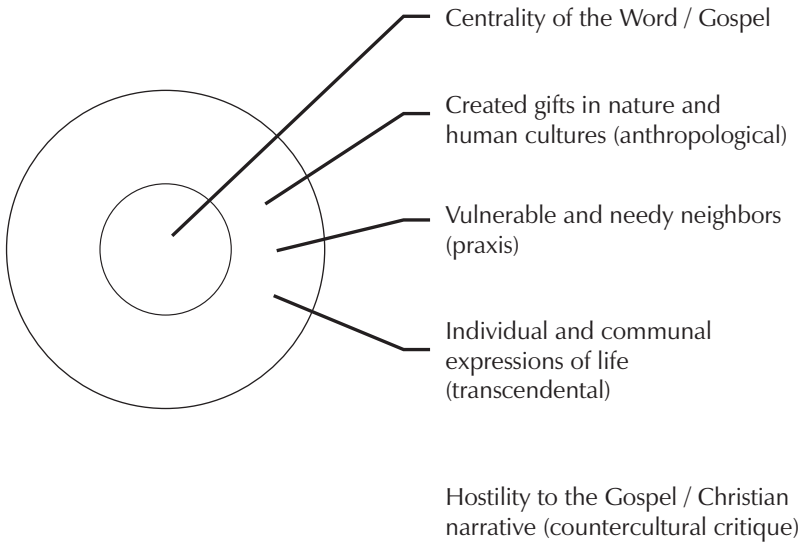 Centrality of the Word / Gospel
Created gifts in nature and
human cultures (anthropological)
Vulnerable and needy neighbors
(praxis)
Individual and communal
expressions of life
(transcendental)
Hostility to the Gospel / Christian
narrative (countercultural critique)